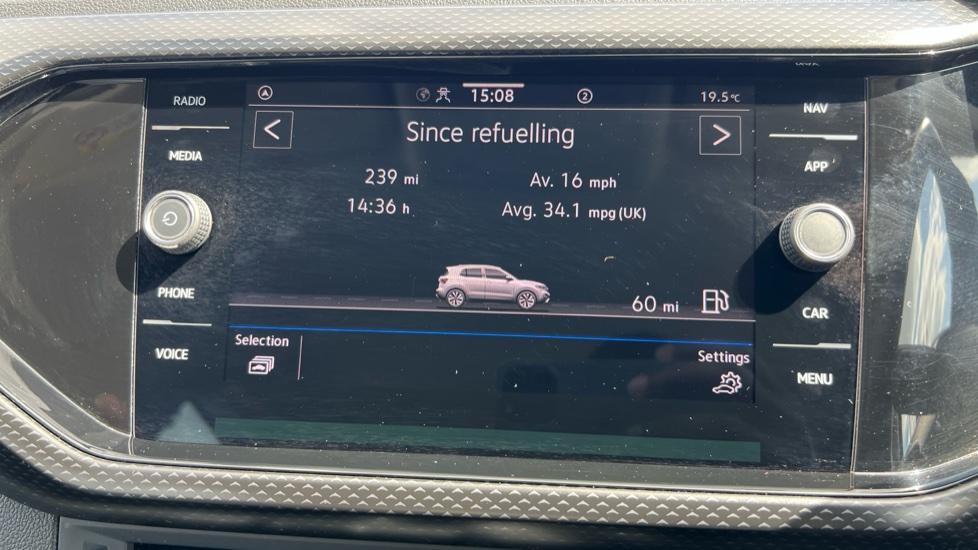 15:08
2
19.5°C
RADIO
MEDIA
PHONE
VOICE
<
Since refuelling
>
239 mi
Av. 16 mph
14:36 h
Avg. 34.1 mpg (UK)
60 mi
Selection
Settings
NAV
APP
CAR
MENU